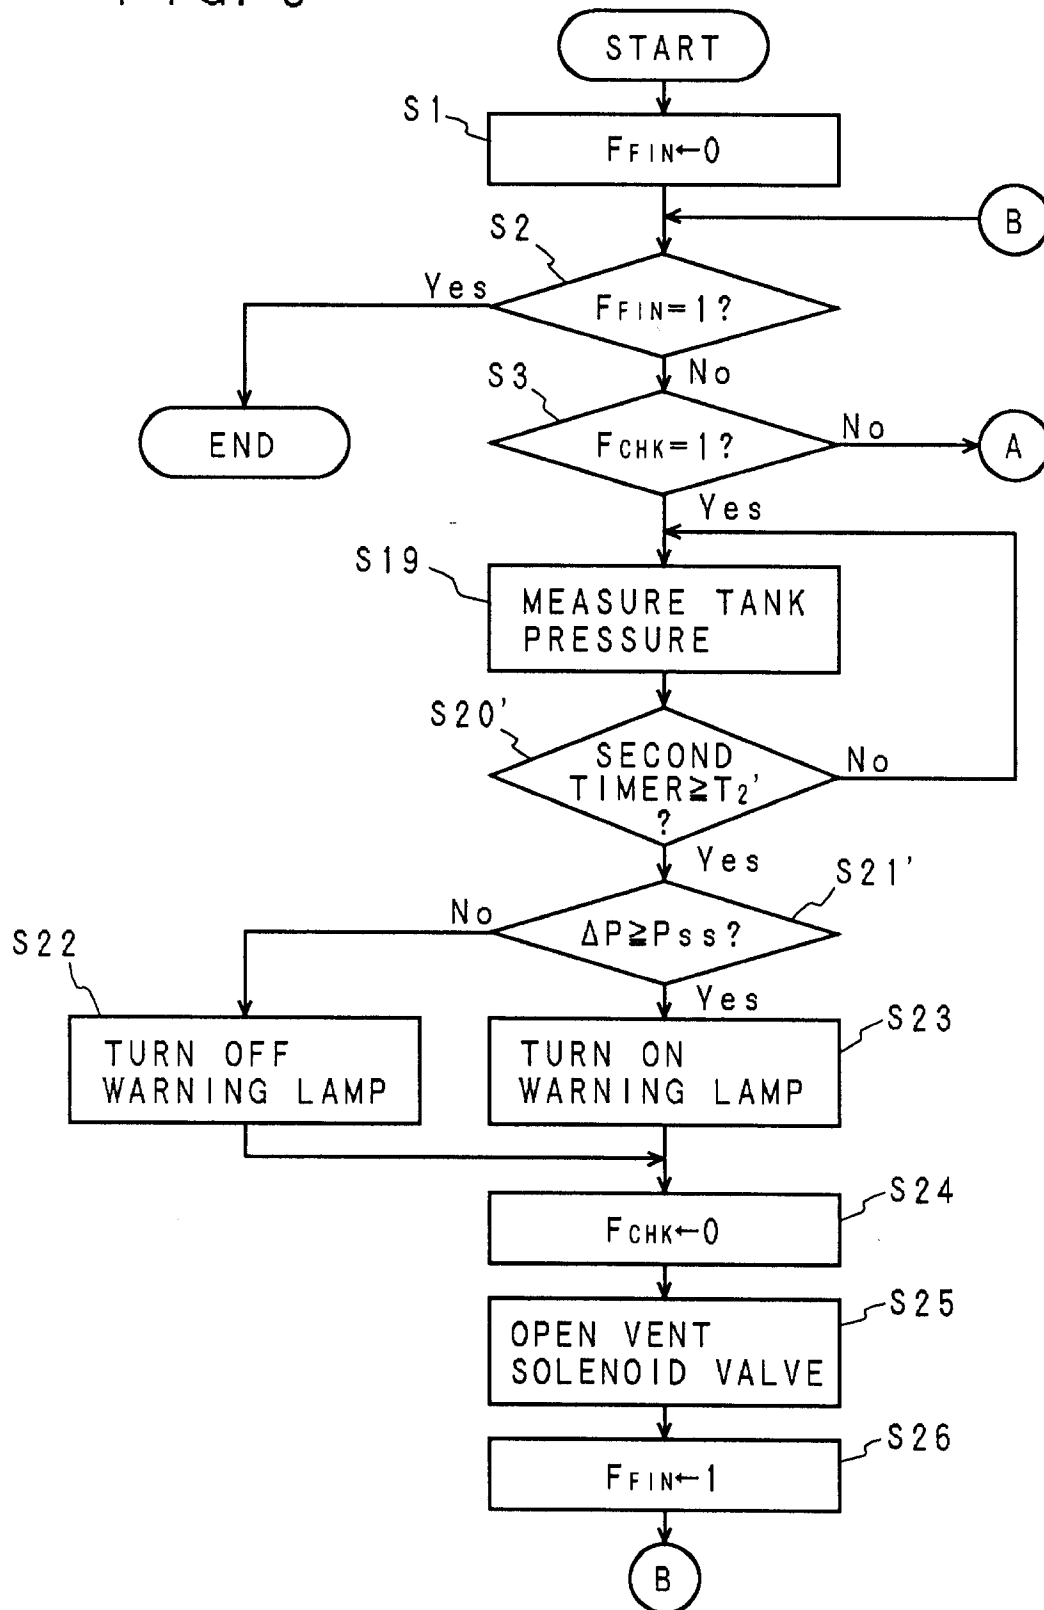 START
S1
FFIN←0
B
S2
Yes
FFIN=1?
No
S3
END
FCHK=1?
No
A
Yes
S19
MEASURE TANK
PRESSURE
S20'
SECOND
TIMER≧T2'
?
No
Yes
S21'
No
ΔP≧Pss?
S22
Yes
S23
TURN OFF
WARNING LAMP
TURN ON
WARNING LAMP
S24
FCHK←0
S25
OPEN VENT
SOLENOID VALVE
S26
FFIN←1
B